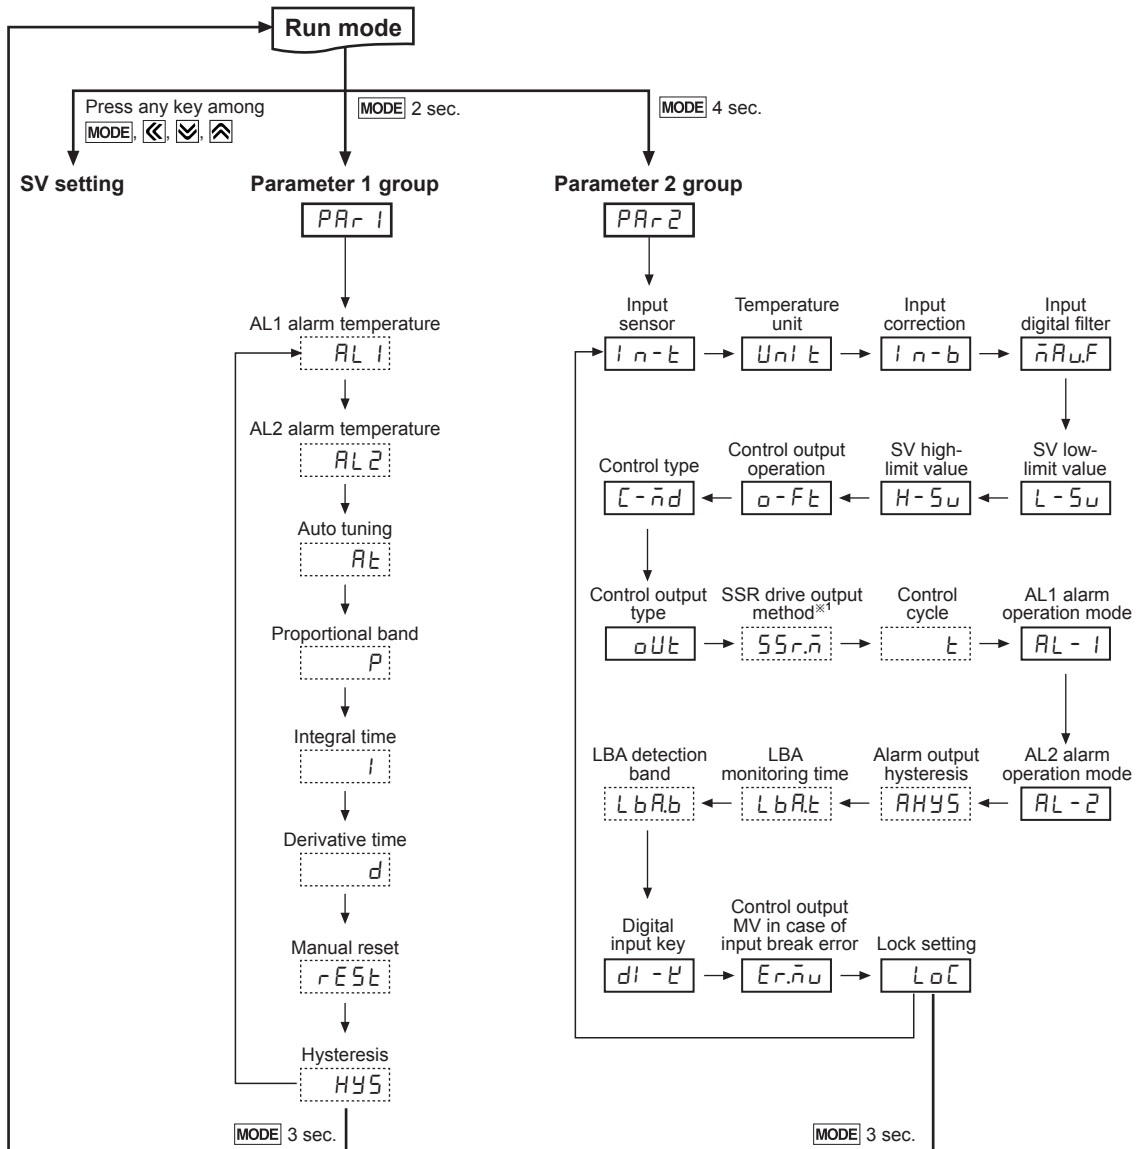 Run mode
Press any key among
MODE, , ,
MODE 2 sec.
MODE 4 sec.
SV setting
Parameter 1 group
PAr1
AL1 alarm temperature
AL1
AL2 alarm temperature
AL2
Auto tuning
At
Proportional band
P
Integral time
I
Derivative time
d
Manual reset
rESt
Hysteresis
HYS
MODE 3 sec.
Parameter 2 group
PAr2
Input
sensor
In-t
Temperature
unit
UnIt
Input
correction
In-b
Input
digital filter
mAv.F
SV low-
limit value
L-Sv
SV high-
limit value
H-Sv
Control output
operation
o-Ft
Control type
C-md
Control output
type
oUt
SSR drive output
method※1
SSr.m
Control
cycle
t
AL1 alarm
operation mode
AL-1
AL2 alarm
operation mode
AL-2
Alarm output
hysteresis
AHYS
LBA
monitoring time
LbA.t
LBA detection
band
LbA.b
Digital
input key
dI-K
Control output
MV in case of
input break error
Er.mv
Lock setting
LoC
MODE 3 sec.